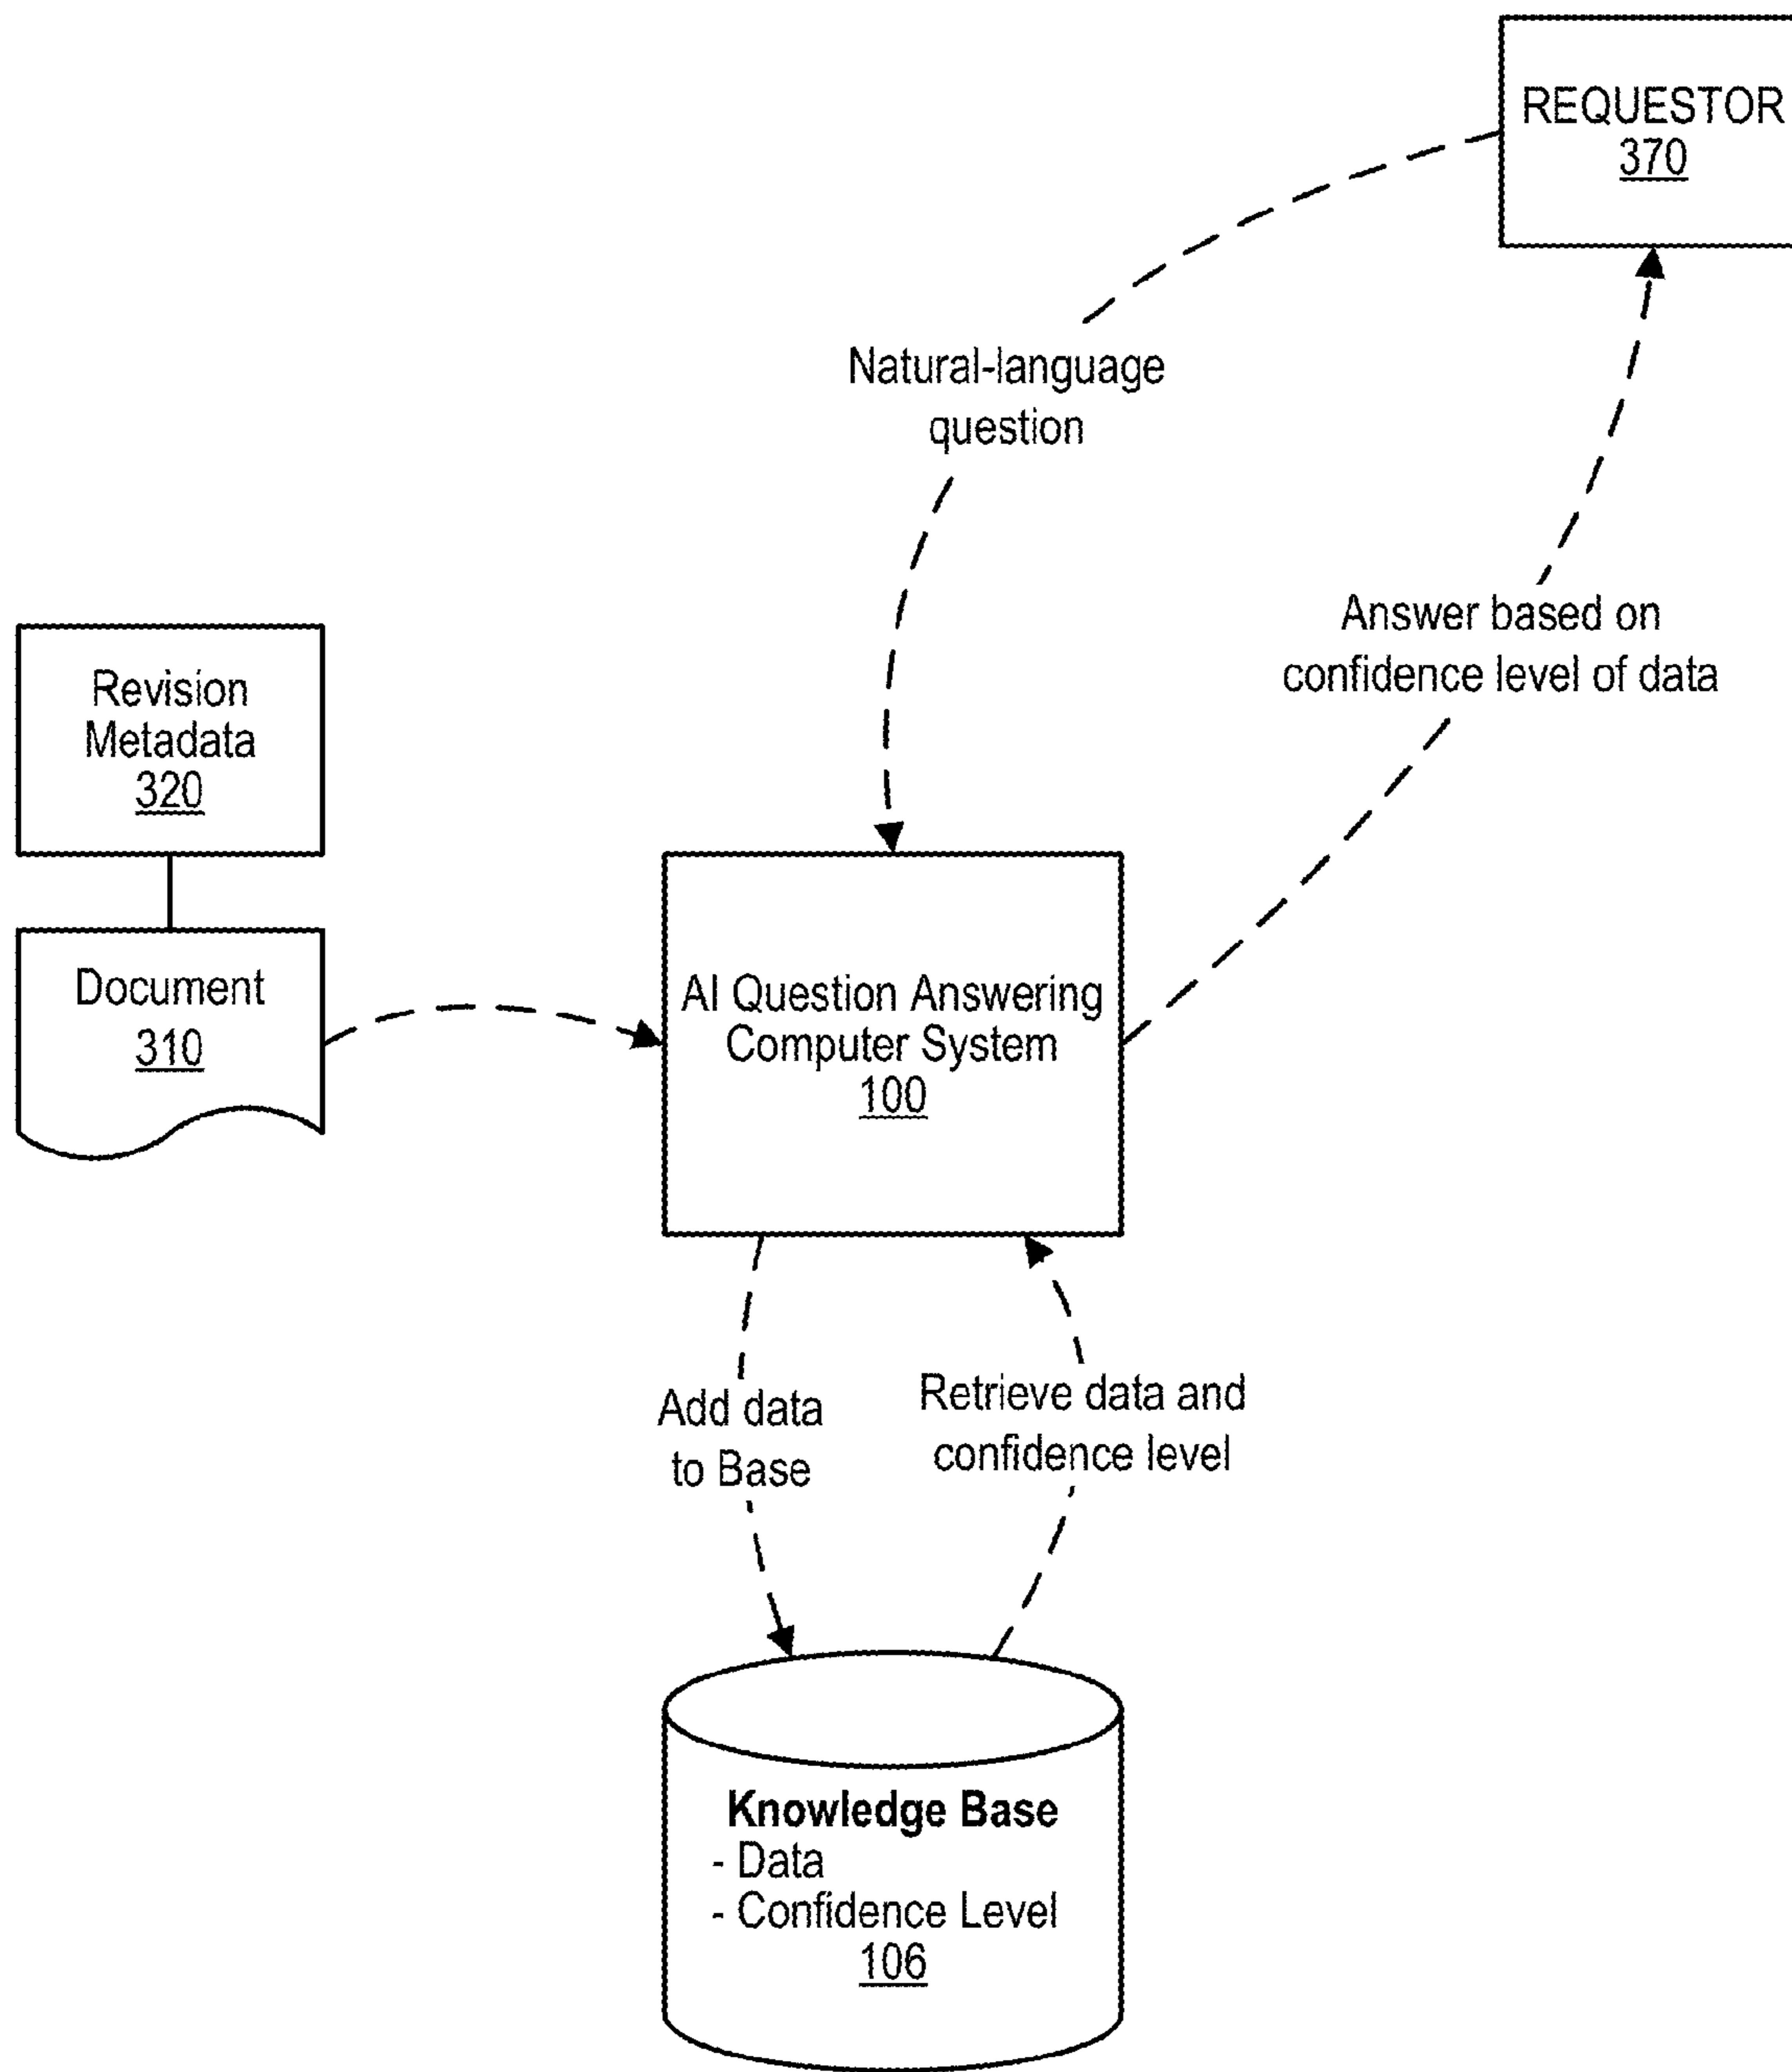 REQUESTOR
370
Natural-language
question
Answer based on
confidence level of data
Revision
Metadata
320
Document
310
AI Question Answering
Computer System
100
Add data
to Base
Retrieve data and
confidence level
Knowledge Base
- Data
- Confidence Level
106